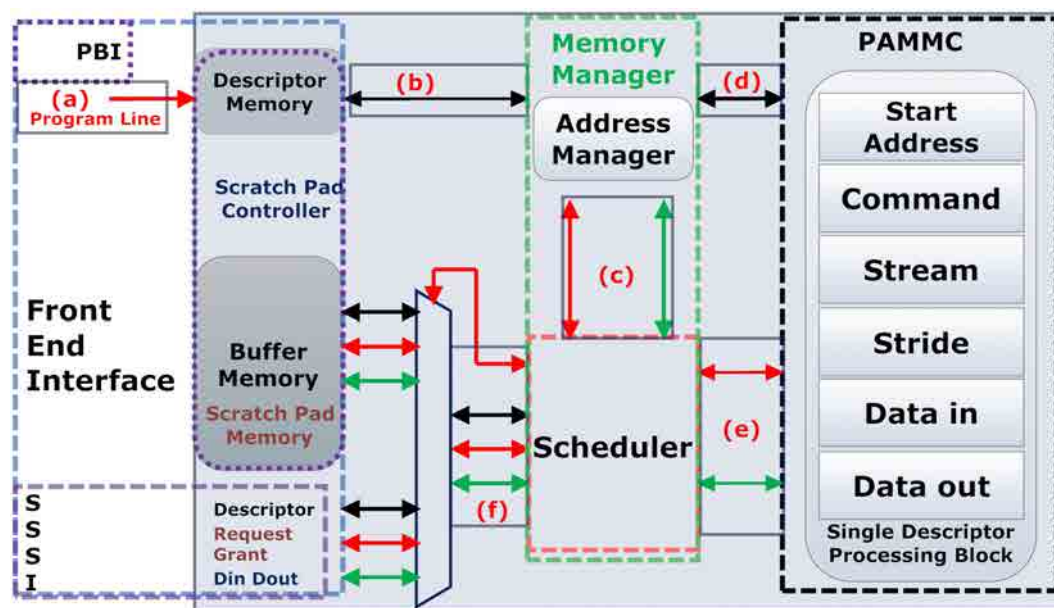 PBI
(a)
Program Line
Descriptor
Memory
Scratch Pad
Controller
Front
End
Interface
Buffer
Memory
Scratch Pad
Memory
S
S
S
I
Descriptor
Request
Grant
Din Dout
(b)
Memory
Manager
Address
Manager
(c)
Scheduler
(f)
(d)
(e)
PAMMC
Start
Address
Command
Stream
Stride
Data in
Data out
Single Descriptor
Processing Block